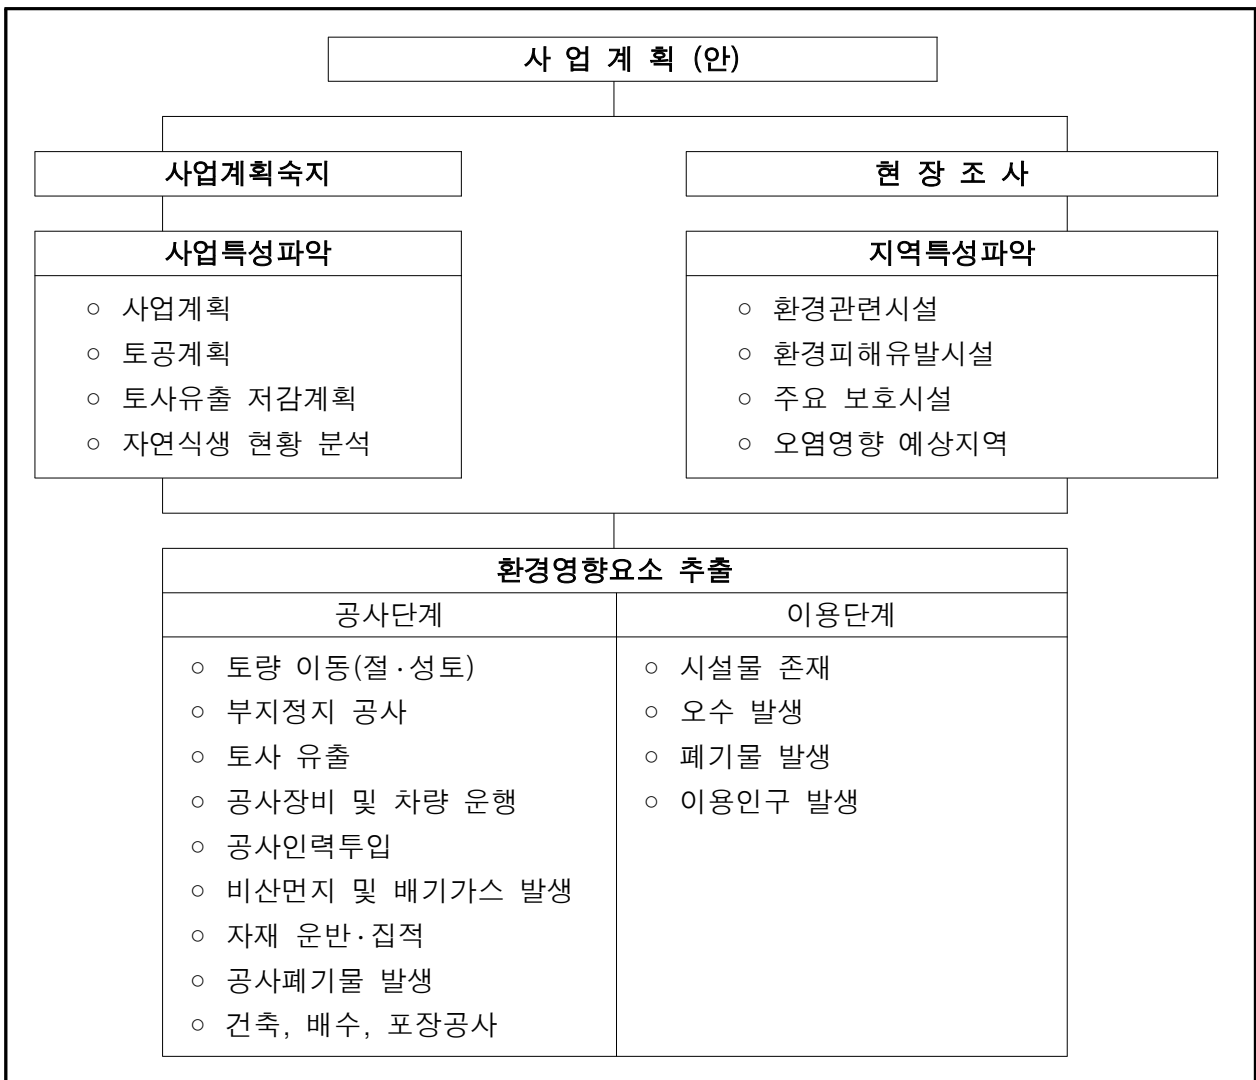 사 업 계 획 (안)
사업계획숙지
현 장 조 사
사업특성파악
○ 사업계획
○ 토공계획
○ 토사유출 저감계획
○ 자연식생 현황 분석
지역특성파악
○ 환경관련시설
○ 환경피해유발시설
○ 주요 보호시설
○ 오염영향 예상지역
환경영향요소 추출
공사단계
○ 토량 이동(절·성토)
○ 부지정지 공사
○ 토사 유출
○ 공사장비 및 차량 운행
○ 공사인력투입
○ 비산먼지 및 배기가스 발생
○ 자재 운반·집적
○ 공사폐기물 발생
○ 건축, 배수, 포장공사
이용단계
○ 시설물 존재
○ 오수 발생
○ 폐기물 발생
○ 이용인구 발생